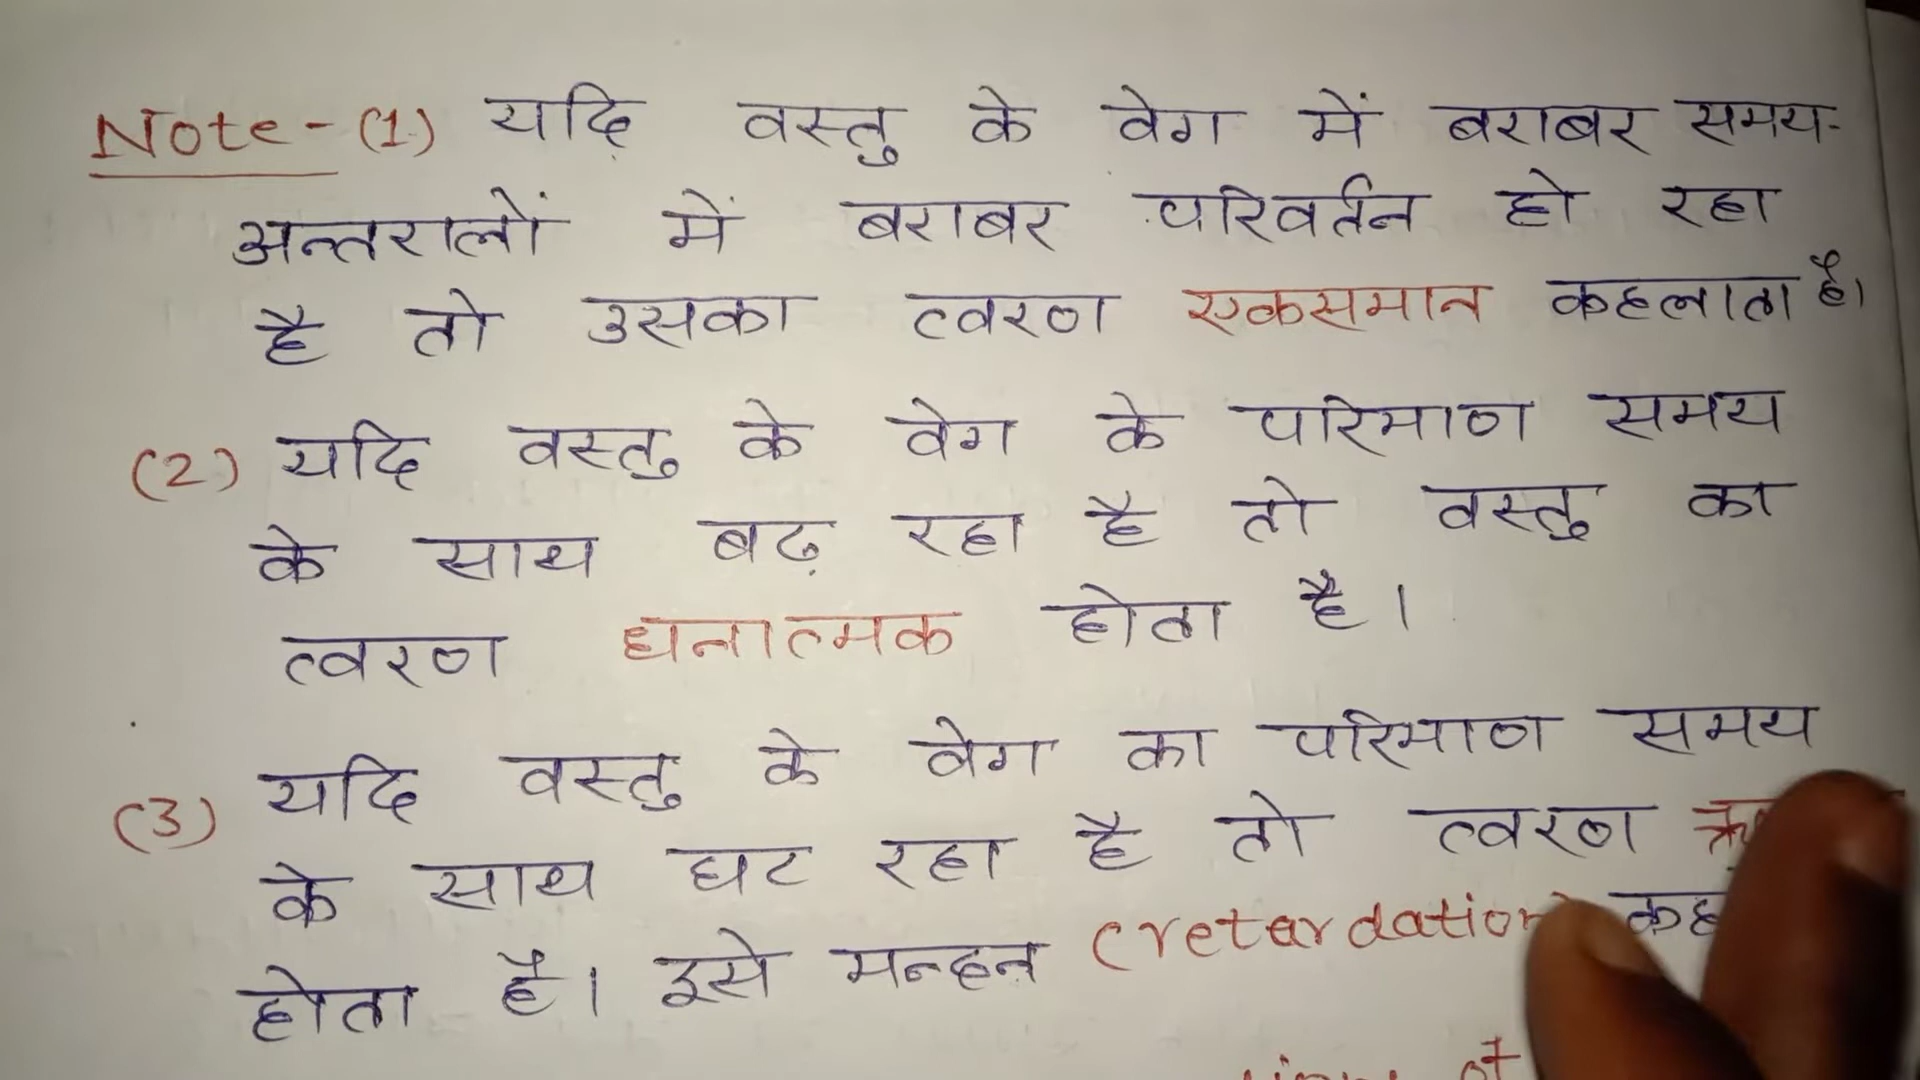 Note - (1) यदि वस्तु के वेग में बराबर समय-
अन्तरालों में बराबर परिवर्तन हो रहा
है तो उसका त्वरण एकसमान कहलाता है।
(2) यदि वस्तु के वेग के परिमाण समय
के साथ बढ़ रहा है तो वस्तु का
त्वरण धनात्मक होता है।
(3) यदि वस्तु के वेग का परिमाण समय
के साथ घट रहा है तो त्वरण
होता है। इसे मन्दन (retardation)
of